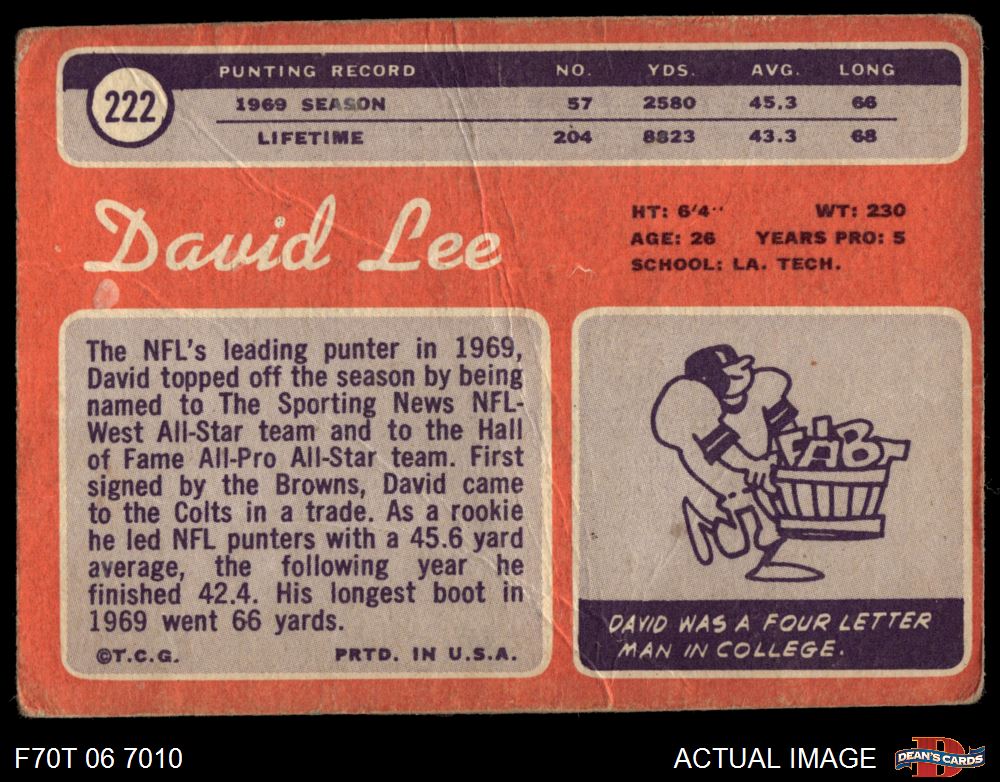 222
PUNTING RECORD NO. YDS. AVG. LONG
1969 SEASON 57 2580 45.3 66
LIFETIME 204 8823 43.3 68
David Lee
HT: 6'4" WT: 230
AGE: 26 YEARS PRO: 5
SCHOOL: LA. TECH.
The NFL's leading punter in 1969,
David topped off the season by being
named to The Sporting News NFL-
West All-Star team and to the Hall
of Fame All-Pro All-Star team. First
signed by the Browns, David came
to the Colts in a trade. As a rookie
he led NFL punters with a 45.6 yard
average, the following year he
finished 42.4. His longest boot in
1969 went 66 yards.
©T.C.G. PRTD. IN U.S.A.
FABT
DAVID WAS A FOUR LETTER
MAN IN COLLEGE.
F70T 06 7010
ACTUAL IMAGE
D
DEAN'S CARDS